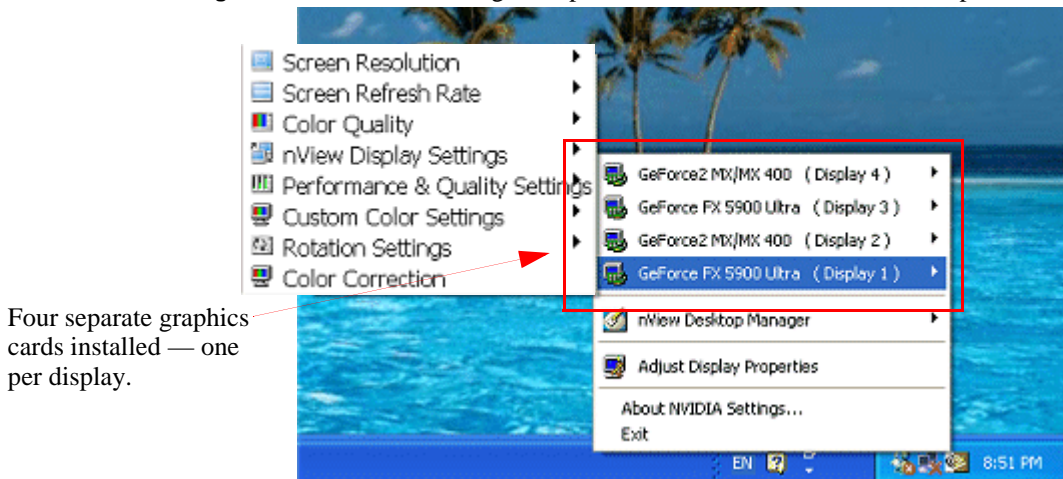 Screen Resolution
Screen Refresh Rate
Color Quality
nView Display Settings
Performance & Quality Settings
Custom Color Settings
Rotation Settings
Color Correction
GeForce2 MX/MX 400 ( Display 4 )
GeForce FX 5900 Ultra ( Display 3 )
GeForce2 MX/MX 400 ( Display 2 )
GeForce FX 5900 Ultra ( Display 1 )
nView Desktop Manager
Adjust Display Properties
About NVIDIA Settings...
Exit
Four separate graphics
cards installed — one
per display.
EN
8:51 PM